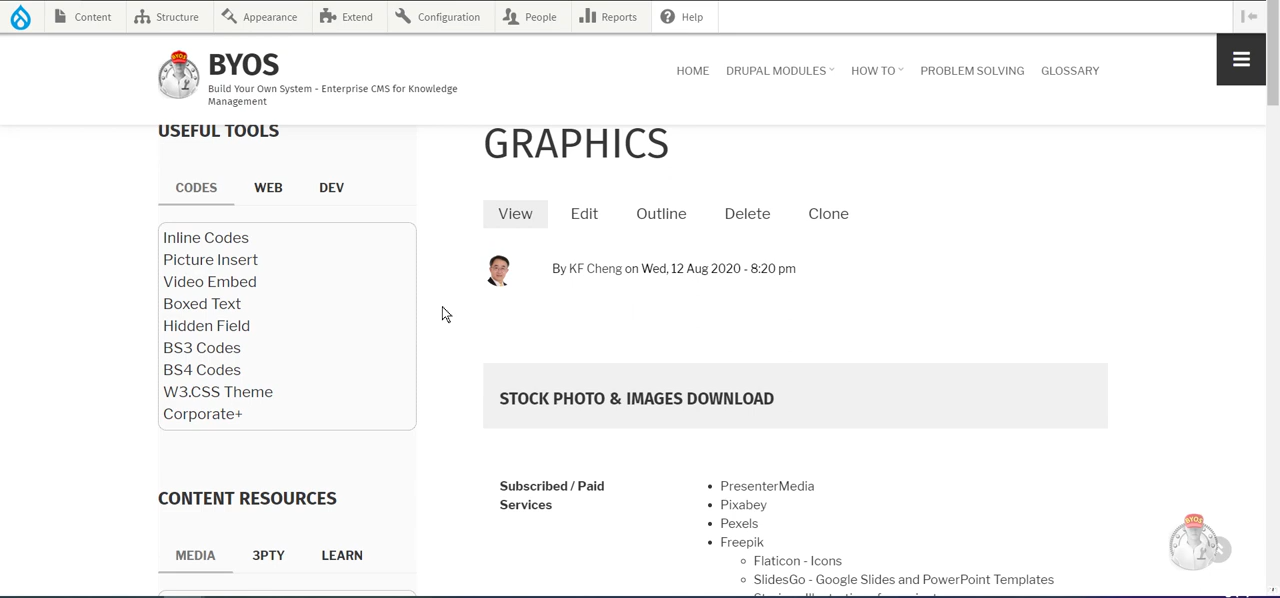 Content
Structure
Appearance
Extend
Configuration
People
Reports
Help
BYOS
BYOS
Build Your Own System - Enterprise CMS for Knowledge
Management
HOME
DRUPAL MODULES
HOW TO
PROBLEM SOLVING
GLOSSARY
USEFUL TOOLS
CODES
WEB
DEV
Inline Codes
Picture Insert
Video Embed
Boxed Text
Hidden Field
BS3 Codes
BS4 Codes
W3.CSS Theme
Corporate+
CONTENT RESOURCES
MEDIA
3PTY
LEARN
GRAPHICS
View
Edit
Outline
Delete
Clone
By KF Cheng on Wed, 12 Aug 2020 - 8:20 pm
STOCK PHOTO & IMAGES DOWNLOAD
Subscribed / Paid
Services
• PresenterMedia
• Pixabey
• Pexels
• Freepik
○ Flaticon - Icons
○ SlidesGo - Google Slides and PowerPoint Templates
BYOS